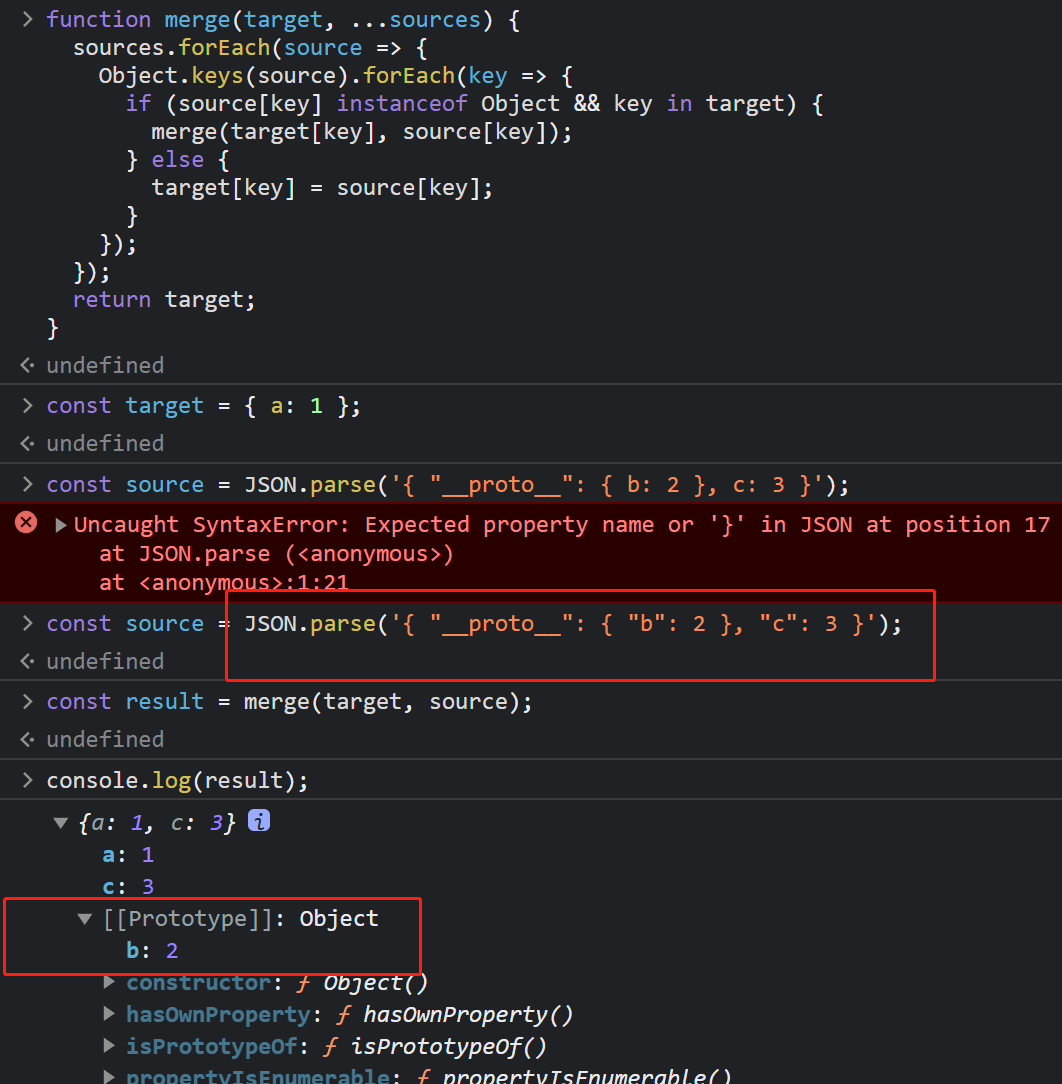 > function merge(target, ...sources) {
sources.forEach(source => {
Object.keys(source).forEach(key => {
if (source[key] instanceof Object && key in target) {
merge(target[key], source[key]);
} else {
target[key] = source[key];
}
});
});
return target;
}
undefined
> const target = { a: 1 };
undefined
> const source = JSON.parse('{ "__proto__": { b: 2 }, c: 3 }');
Uncaught SyntaxError: Expected property name or '}' in JSON at position 17
at JSON.parse (<anonymous>)
at <anonymous>:1:21
> const source = JSON.parse('{ "__proto__": { "b": 2 }, "c": 3 }');
undefined
> const result = merge(target, source);
undefined
> console.log(result);
{a: 1, c: 3} i
a: 1
c: 3
[[Prototype]]: Object
b: 2
constructor: ƒ Object()
hasOwnProperty: ƒ hasOwnProperty()
isPrototypeOf: ƒ isPrototypeOf()
propertyIsEnumerable: ƒ propertyIsEnumerable()